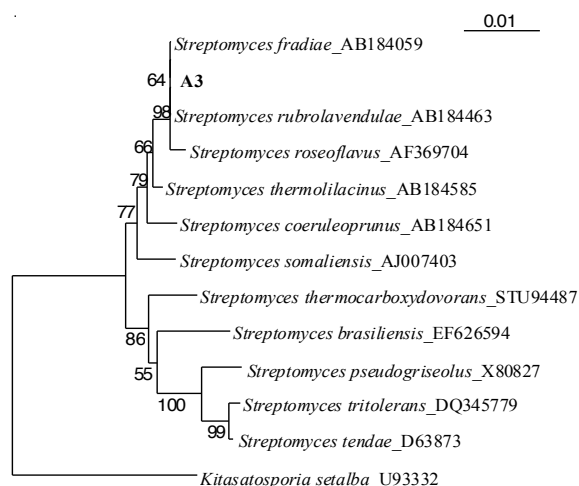 0.01
Streptomyces fradiae_AB184059
64
A3
98
Streptomyces rubrolavendulae_AB184463
66
Streptomyces roseoflavus_AF369704
79
Streptomyces thermolilacinus_AB184585
77
Streptomyces coeruleoprunus_AB184651
Streptomyces somaliensis_AJ007403
Streptomyces thermocarboxydovorans_STU94487
86
Streptomyces brasiliensis_EF626594
55
Streptomyces pseudogriseolus_X80827
100
Streptomyces tritolerans_DQ345779
99
Streptomyces tendae_D63873
Kitasatosporia setalba_U93332